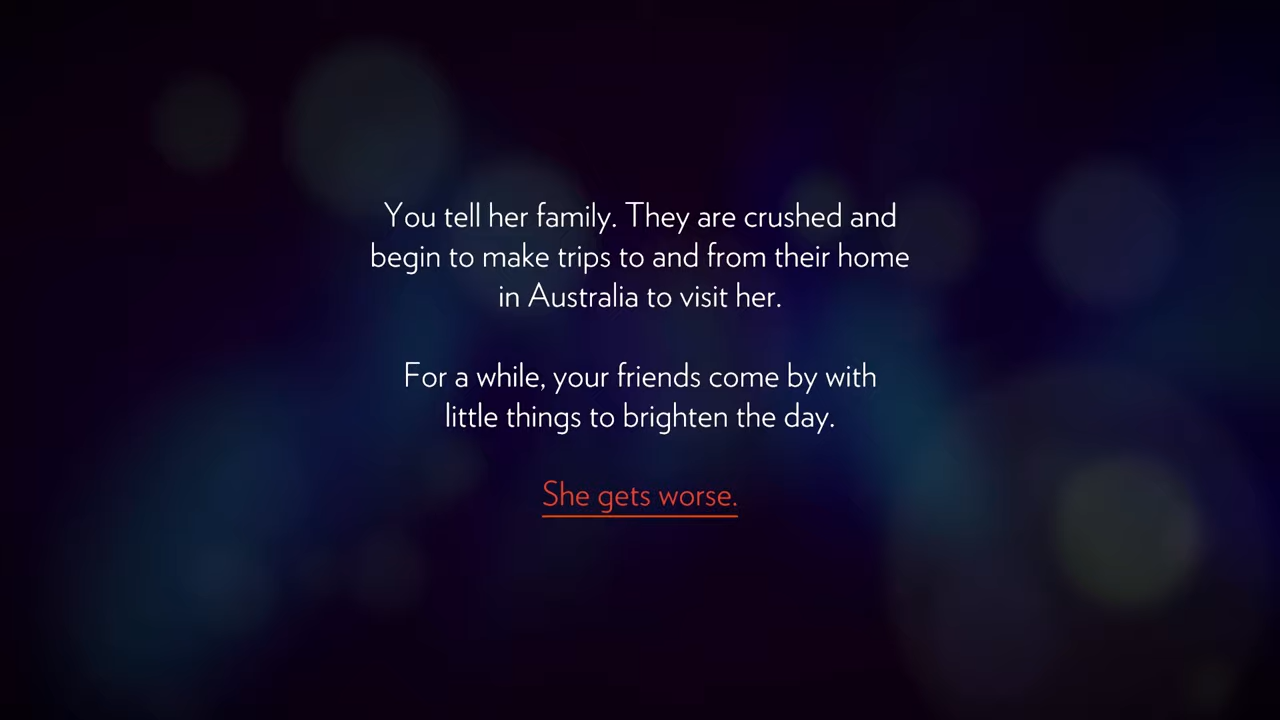 You tell her family. They are crushed and
begin to make trips to and from their home
in Australia to visit her.
For a while, your friends come by with
little things to brighten the day.
She gets worse.